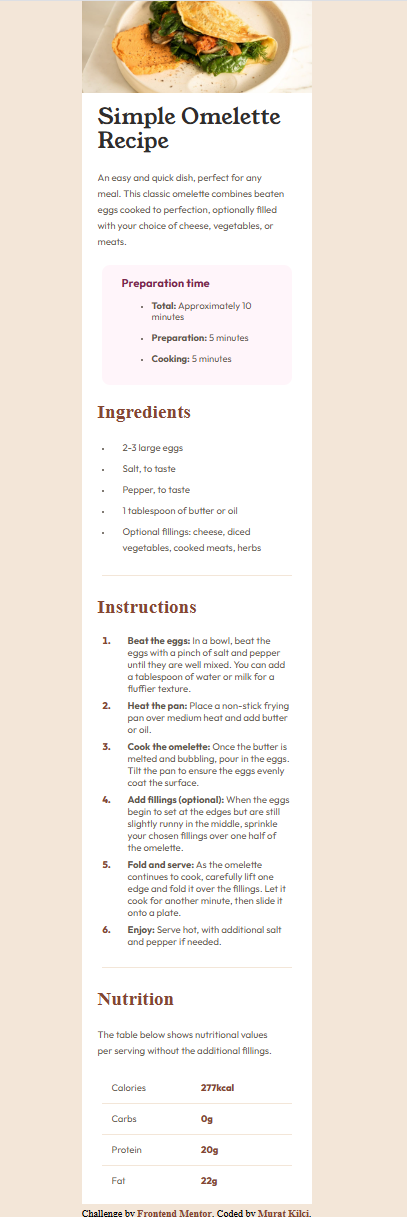 Simple Omelette
Recipe
An easy and quick dish, perfect for any
meal. This classic omelette combines beaten
eggs cooked to perfection, optionally filled
with your choice of cheese, vegetables, or
meats.
Preparation time
• Total: Approximately 10
minutes
• Preparation: 5 minutes
• Cooking: 5 minutes
Ingredients
• 2-3 large eggs
• Salt, to taste
• Pepper, to taste
• 1 tablespoon of butter or oil
• Optional fillings: cheese, diced
vegetables, cooked meats, herbs
Instructions
1. Beat the eggs: In a bowl, beat the
eggs with a pinch of salt and pepper
until they are well mixed. You can add
a tablespoon of water or milk for a
fluffier texture.
2. Heat the pan: Place a non-stick frying
pan over medium heat and add butter
or oil.
3. Cook the omelette: Once the butter is
melted and bubbling, pour in the eggs.
Tilt the pan to ensure the eggs evenly
coat the surface.
4. Add fillings (optional): When the eggs
begin to set at the edges but are still
slightly runny in the middle, sprinkle
your chosen fillings over one half of
the omelette.
5. Fold and serve: As the omelette
continues to cook, carefully lift one
edge and fold it over the fillings. Let it
cook for another minute, then slide it
onto a plate.
6. Enjoy: Serve hot, with additional salt
and pepper if needed.
Nutrition
The table below shows nutritional values
per serving without the additional fillings.
Calories 277kcal
Carbs 0g
Protein 20g
Fat 22g
Challenge by Frontend Mentor. Coded by Murat Kilci.